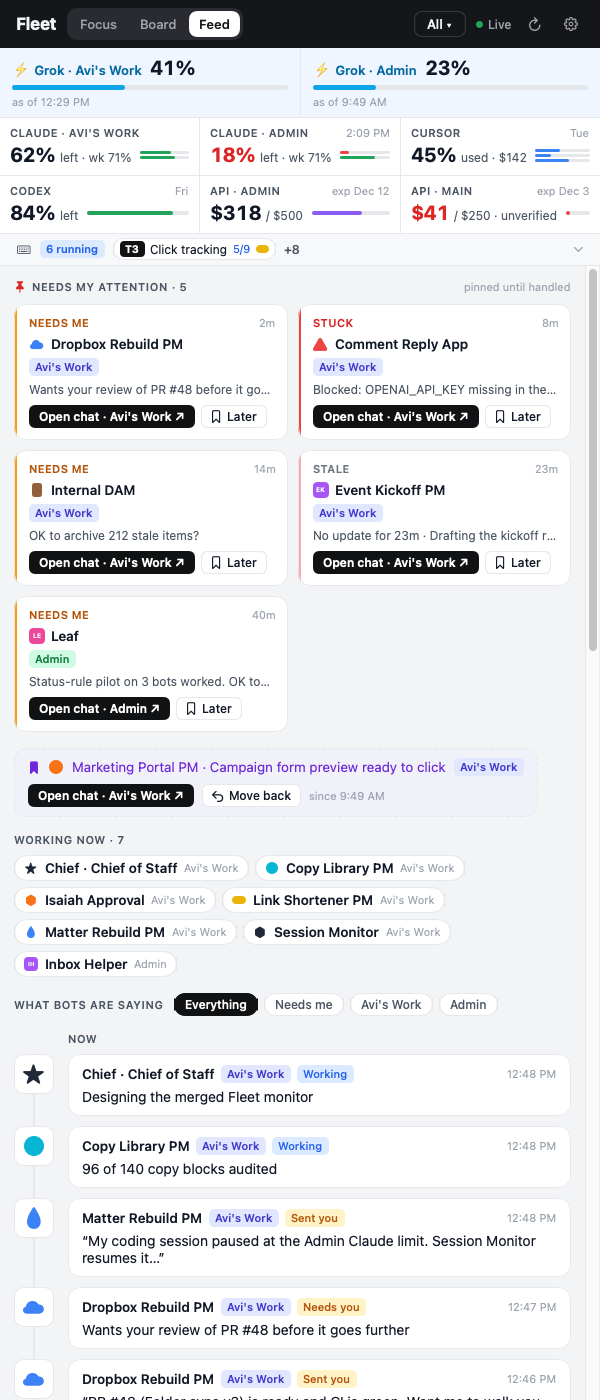 Fleet Focus Board Feed All ▾ Live
⚡ Grok · Avi's Work 41%
as of 12:29 PM
⚡ Grok · Admin 23%
as of 9:49 AM
CLAUDE · AVI'S WORK
62% left · wk 71%
CLAUDE · ADMIN 2:09 PM
18% left · wk 71%
CURSOR Tue
45% used · $142
CODEX Fri
84% left
API · ADMIN exp Dec 12
$318 / $500
API · MAIN exp Dec 3
$41 / $250 · unverified
6 running T3 Click tracking 5/9 +8
NEEDS MY ATTENTION · 5 pinned until handled
NEEDS ME 2m
Dropbox Rebuild PM
Avi's Work
Wants your review of PR #48 before it go...
Open chat · Avi's Work ↗ Later
STUCK 8m
Comment Reply App
Avi's Work
Blocked: OPENAI_API_KEY missing in the...
Open chat · Avi's Work ↗ Later
NEEDS ME 14m
Internal DAM
Avi's Work
OK to archive 212 stale items?
Open chat · Avi's Work ↗ Later
STALE 23m
EK Event Kickoff PM
Avi's Work
No update for 23m · Drafting the kickoff r...
Open chat · Avi's Work ↗ Later
NEEDS ME 40m
LE Leaf
Admin
Status-rule pilot on 3 bots worked. OK to...
Open chat · Admin ↗ Later
Marketing Portal PM · Campaign form preview ready to click Avi's Work
Open chat · Avi's Work ↗ Move back since 9:49 AM
WORKING NOW · 7
Chief · Chief of Staff Avi's Work Copy Library PM Avi's Work
Isaiah Approval Avi's Work Link Shortener PM Avi's Work
Matter Rebuild PM Avi's Work Session Monitor Avi's Work
IH Inbox Helper Admin
WHAT BOTS ARE SAYING Everything Needs me Avi's Work Admin
NOW
Chief · Chief of Staff Avi's Work Working 12:48 PM
Designing the merged Fleet monitor
Copy Library PM Avi's Work Working 12:48 PM
96 of 140 copy blocks audited
Matter Rebuild PM Avi's Work Sent you 12:48 PM
“My coding session paused at the Admin Claude limit. Session Monitor
resumes it…”
Dropbox Rebuild PM Avi's Work Needs you 12:47 PM
Wants your review of PR #48 before it goes further
Dropbox Rebuild PM Avi's Work Sent you 12:46 PM